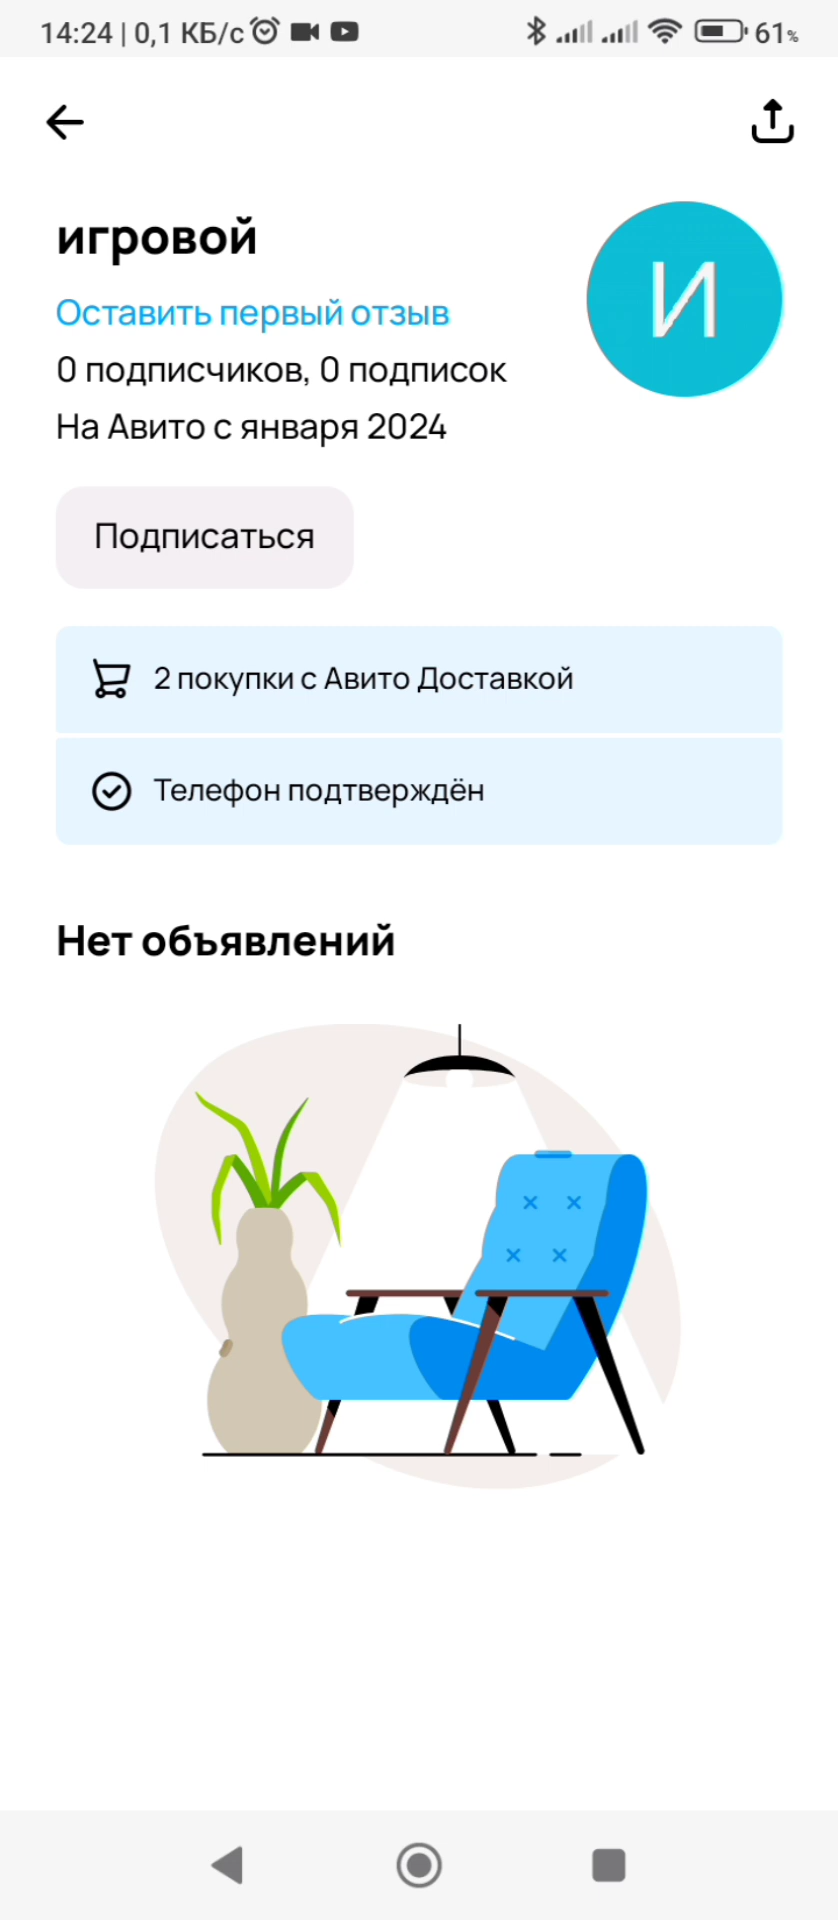 14:24 | 0,1 КБ/с 61%
игровой
И
Оставить первый отзыв
0 подписчиков, 0 подписок
На Авито с января 2024
Подписаться
2 покупки с Авито Доставкой
Телефон подтверждён
Нет объявлений